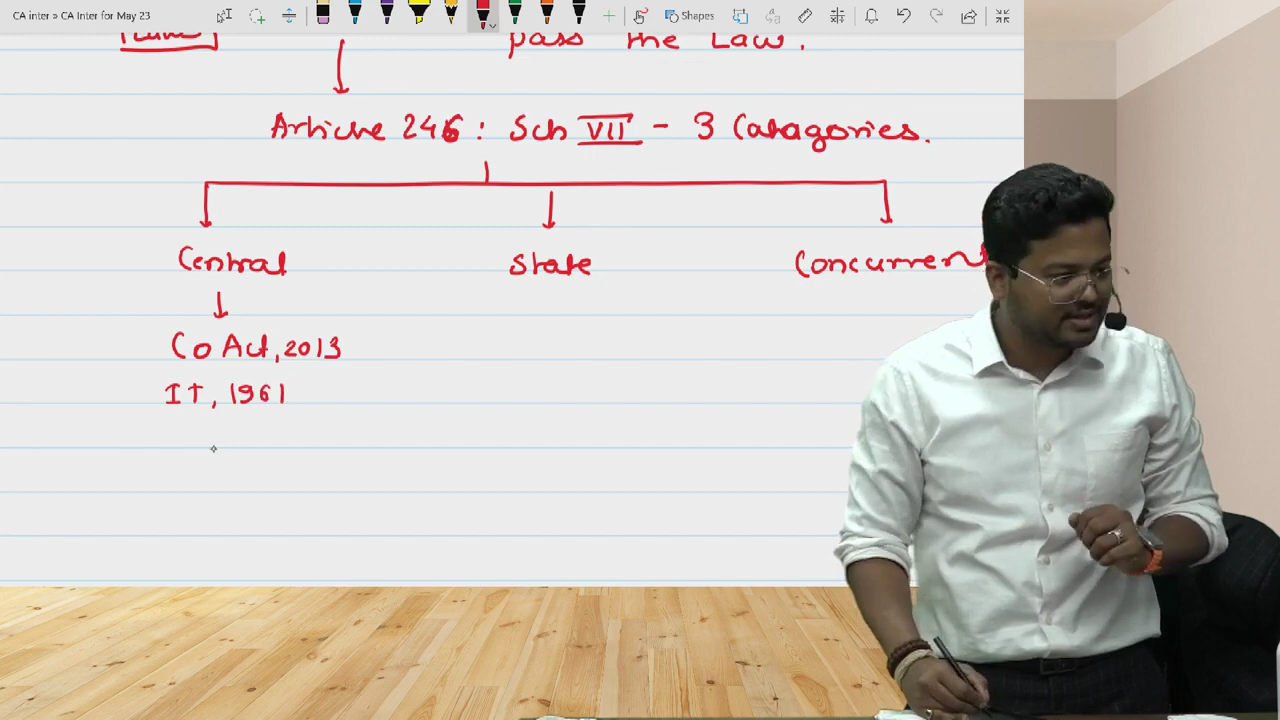 CA inter » CA Inter for May 23
Shapes
pass the Law.
Article 246 : Sch VII - 3 Catagories.
Central State Concurrent
Co Act, 2013
IT, 1961